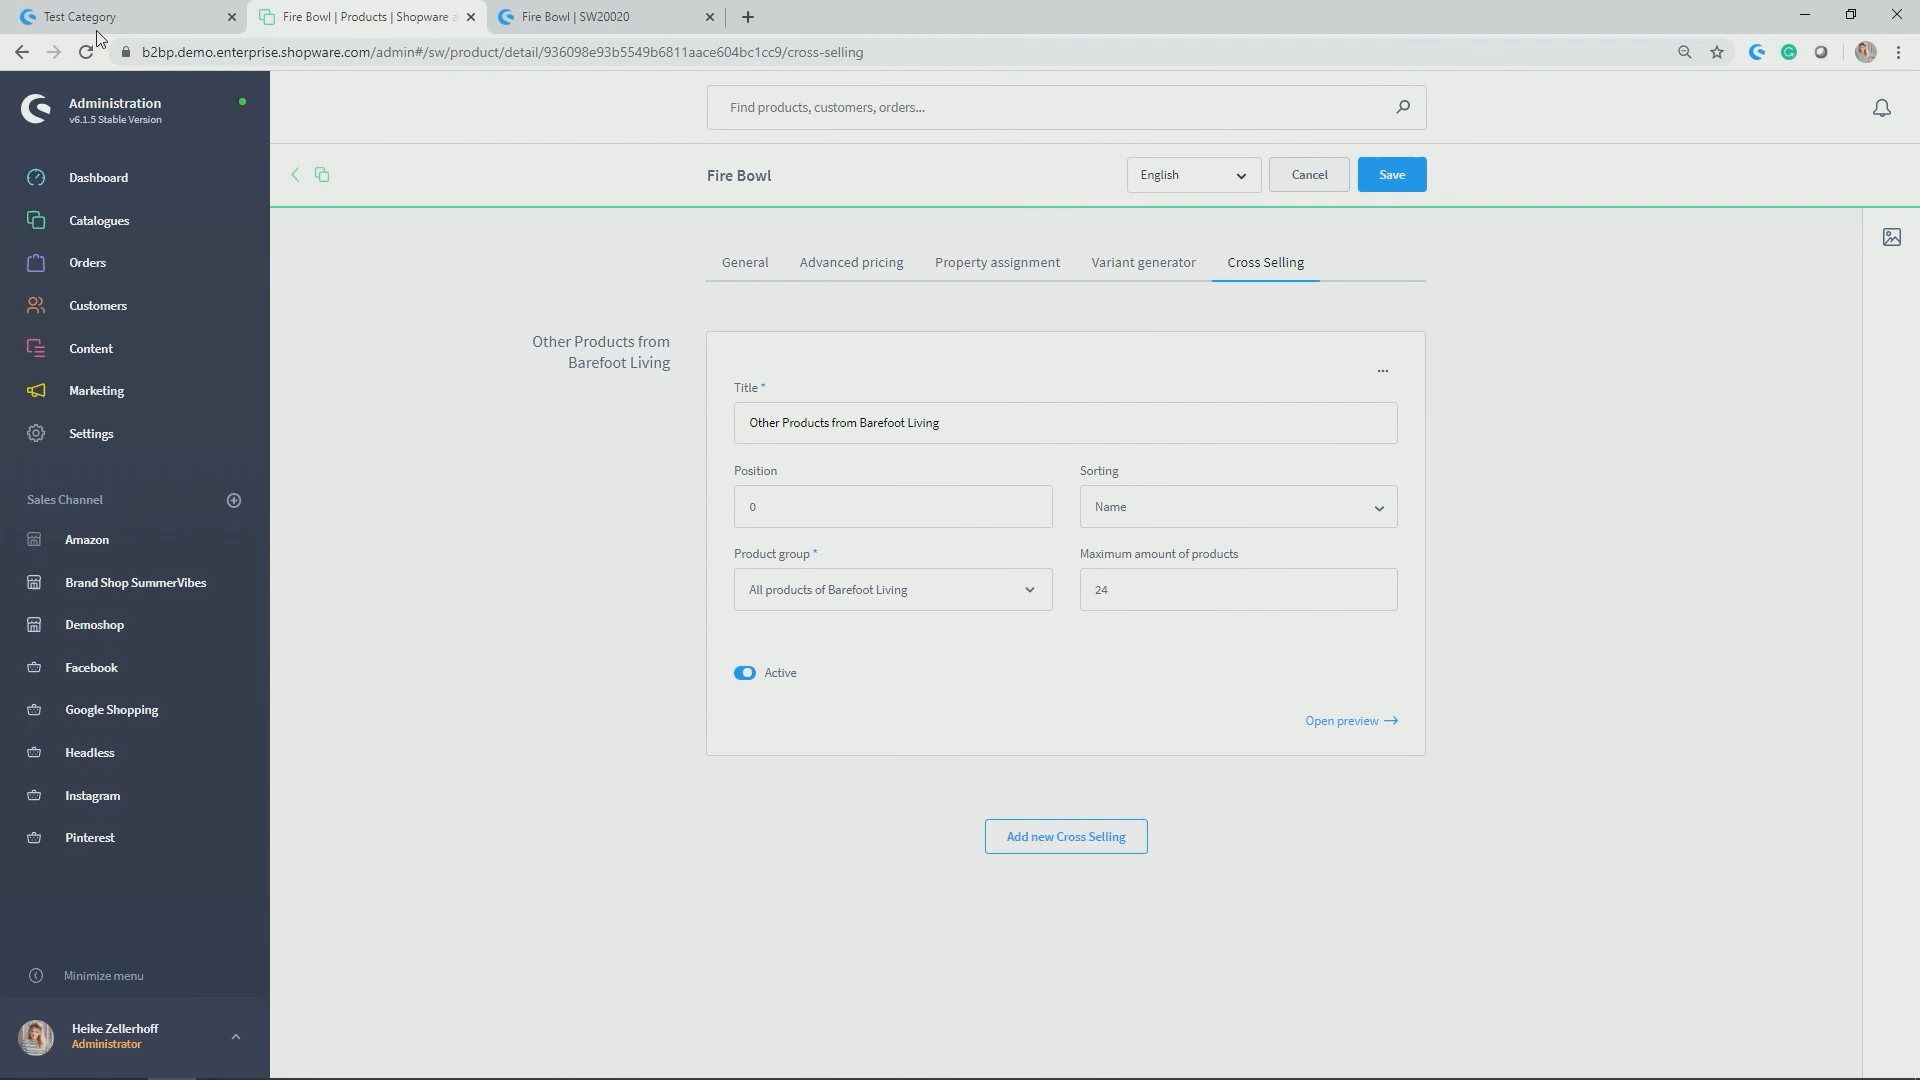 Test Category
Fire Bowl | Products | Shopware a
Fire Bowl | SW20020
b2bp.demo.enterprise.shopware.com/admin#/sw/product/detail/936098e93b5549b6811aace604bc1cc9/cross-selling
Administration
v6.1.5 Stable Version
Find products, customers, orders...
Dashboard
Catalogues
Orders
Customers
Content
Marketing
Settings
Sales Channel
Amazon
Brand Shop SummerVibes
Demoshop
Facebook
Google Shopping
Headless
Instagram
Pinterest
Minimize menu
Heike Zellerhoff
Administrator
Fire Bowl
English
Cancel
Save
General
Advanced pricing
Property assignment
Variant generator
Cross Selling
Other Products from
Barefoot Living
Title *
Other Products from Barefoot Living
Position
Sorting
0
Name
Product group *
Maximum amount of products
All products of Barefoot Living
24
Active
Open preview
Add new Cross Selling